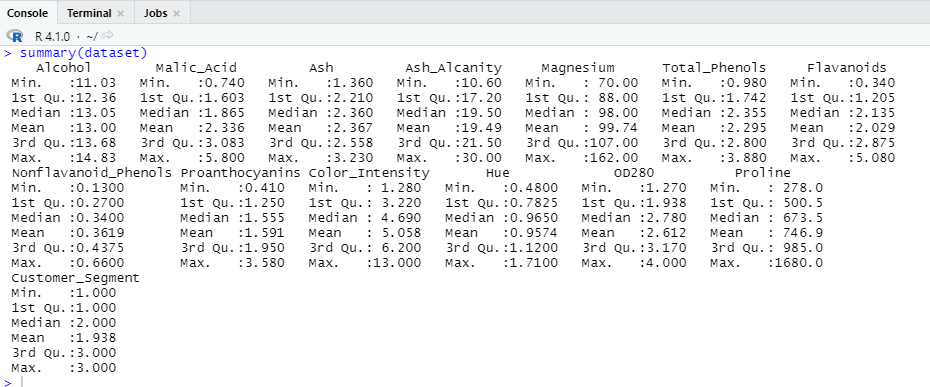 Console Terminal × Jobs ×
R R 4.1.0 · ~/
> summary(dataset)
Alcohol Malic_Acid Ash Ash_Alcanity Magnesium Total_Phenols Flavanoids
Min. :11.03 Min. :0.740 Min. :1.360 Min. :10.60 Min. : 70.00 Min. :0.980 Min. :0.340
1st Qu.:12.36 1st Qu.:1.603 1st Qu.:2.210 1st Qu.:17.20 1st Qu.: 88.00 1st Qu.:1.742 1st Qu.:1.205
Median :13.05 Median :1.865 Median :2.360 Median :19.50 Median : 98.00 Median :2.355 Median :2.135
Mean :13.00 Mean :2.336 Mean :2.367 Mean :19.49 Mean : 99.74 Mean :2.295 Mean :2.029
3rd Qu.:13.68 3rd Qu.:3.083 3rd Qu.:2.558 3rd Qu.:21.50 3rd Qu.:107.00 3rd Qu.:2.800 3rd Qu.:2.875
Max. :14.83 Max. :5.800 Max. :3.230 Max. :30.00 Max. :162.00 Max. :3.880 Max. :5.080
Nonflavanoid_Phenols Proanthocyanins Color_Intensity Hue OD280 Proline
Min. :0.1300 Min. :0.410 Min. : 1.280 Min. :0.4800 Min. :1.270 Min. : 278.0
1st Qu.:0.2700 1st Qu.:1.250 1st Qu.: 3.220 1st Qu.:0.7825 1st Qu.:1.938 1st Qu.: 500.5
Median :0.3400 Median :1.555 Median : 4.690 Median :0.9650 Median :2.780 Median : 673.5
Mean :0.3619 Mean :1.591 Mean : 5.058 Mean :0.9574 Mean :2.612 Mean : 746.9
3rd Qu.:0.4375 3rd Qu.:1.950 3rd Qu.: 6.200 3rd Qu.:1.1200 3rd Qu.:3.170 3rd Qu.: 985.0
Max. :0.6600 Max. :3.580 Max. :13.000 Max. :1.7100 Max. :4.000 Max. :1680.0
Customer_Segment
Min. :1.000
1st Qu.:1.000
Median :2.000
Mean :1.938
3rd Qu.:3.000
Max. :3.000
>